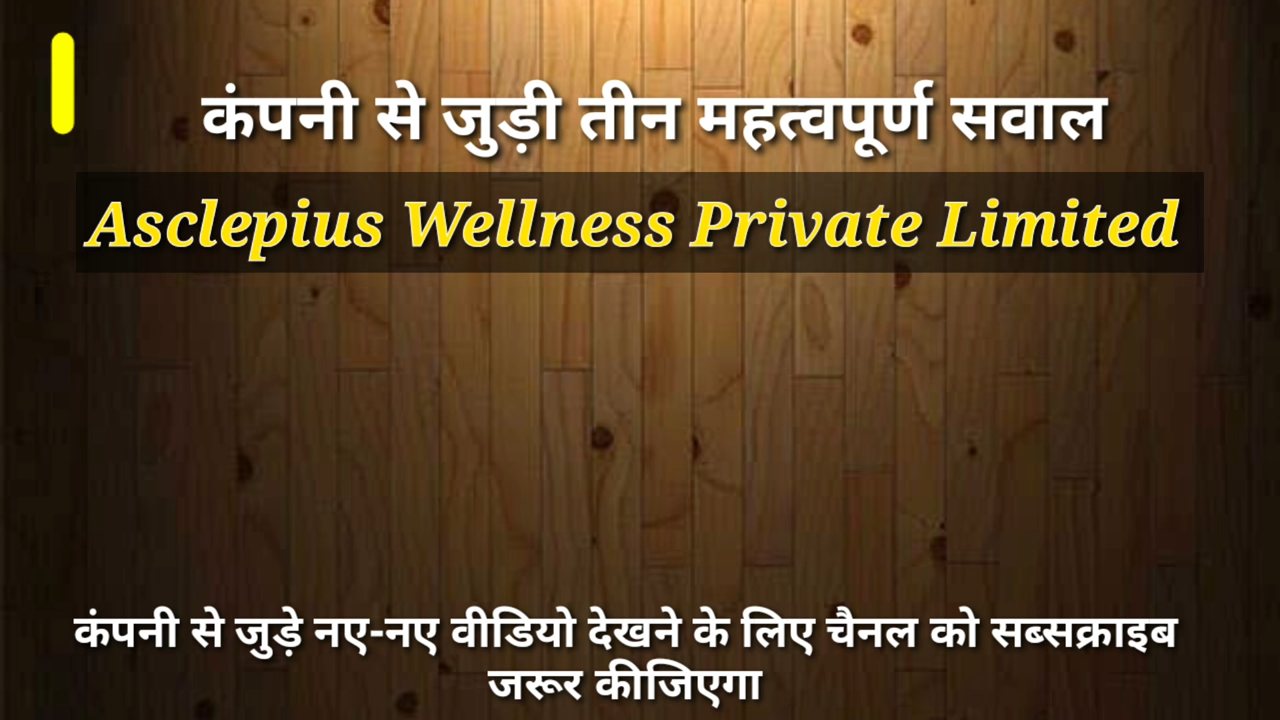 कंपनी से जुड़ी तीन महत्वपूर्ण सवाल
Asclepius Wellness Private Limited
कंपनी से जुड़े नए-नए वीडियो देखने के लिए चैनल को सब्सक्राइब
जरूर कीजिएगा